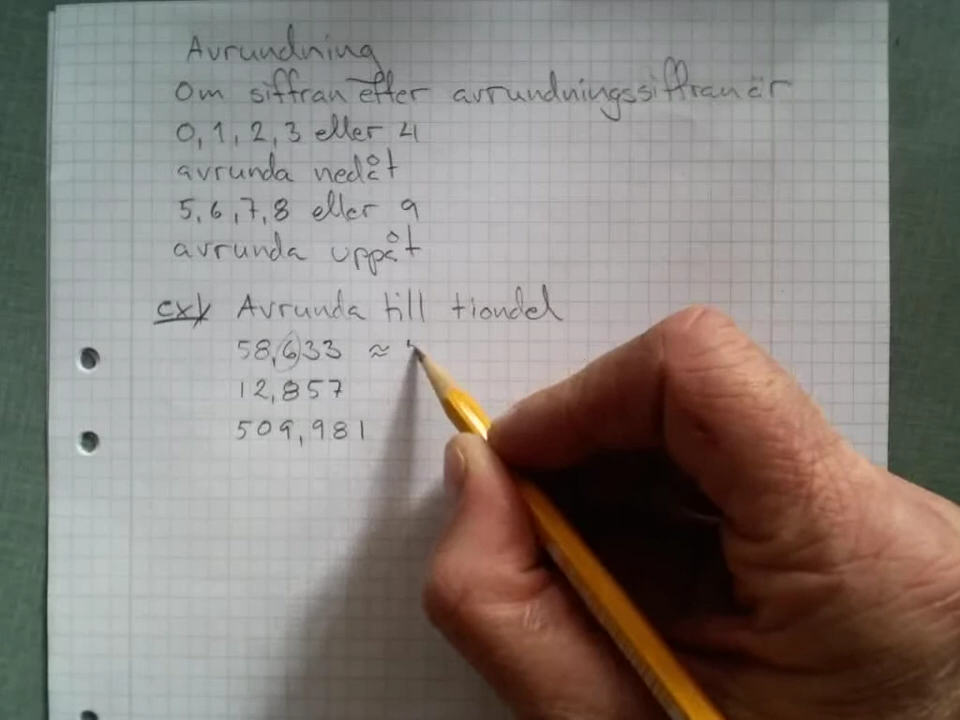 Avrundning
Om siffran efter avrundningssiffran är
0, 1, 2, 3 eller 4
avrunda nedåt
5, 6, 7, 8 eller 9
avrunda uppåt
ex) Avrunda till tiondel
58,633 ≈
12,857
509,981